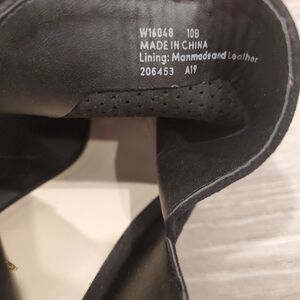 W16048 10B
MADE IN CHINA
Lining: Manmade and Leather
206453 A19